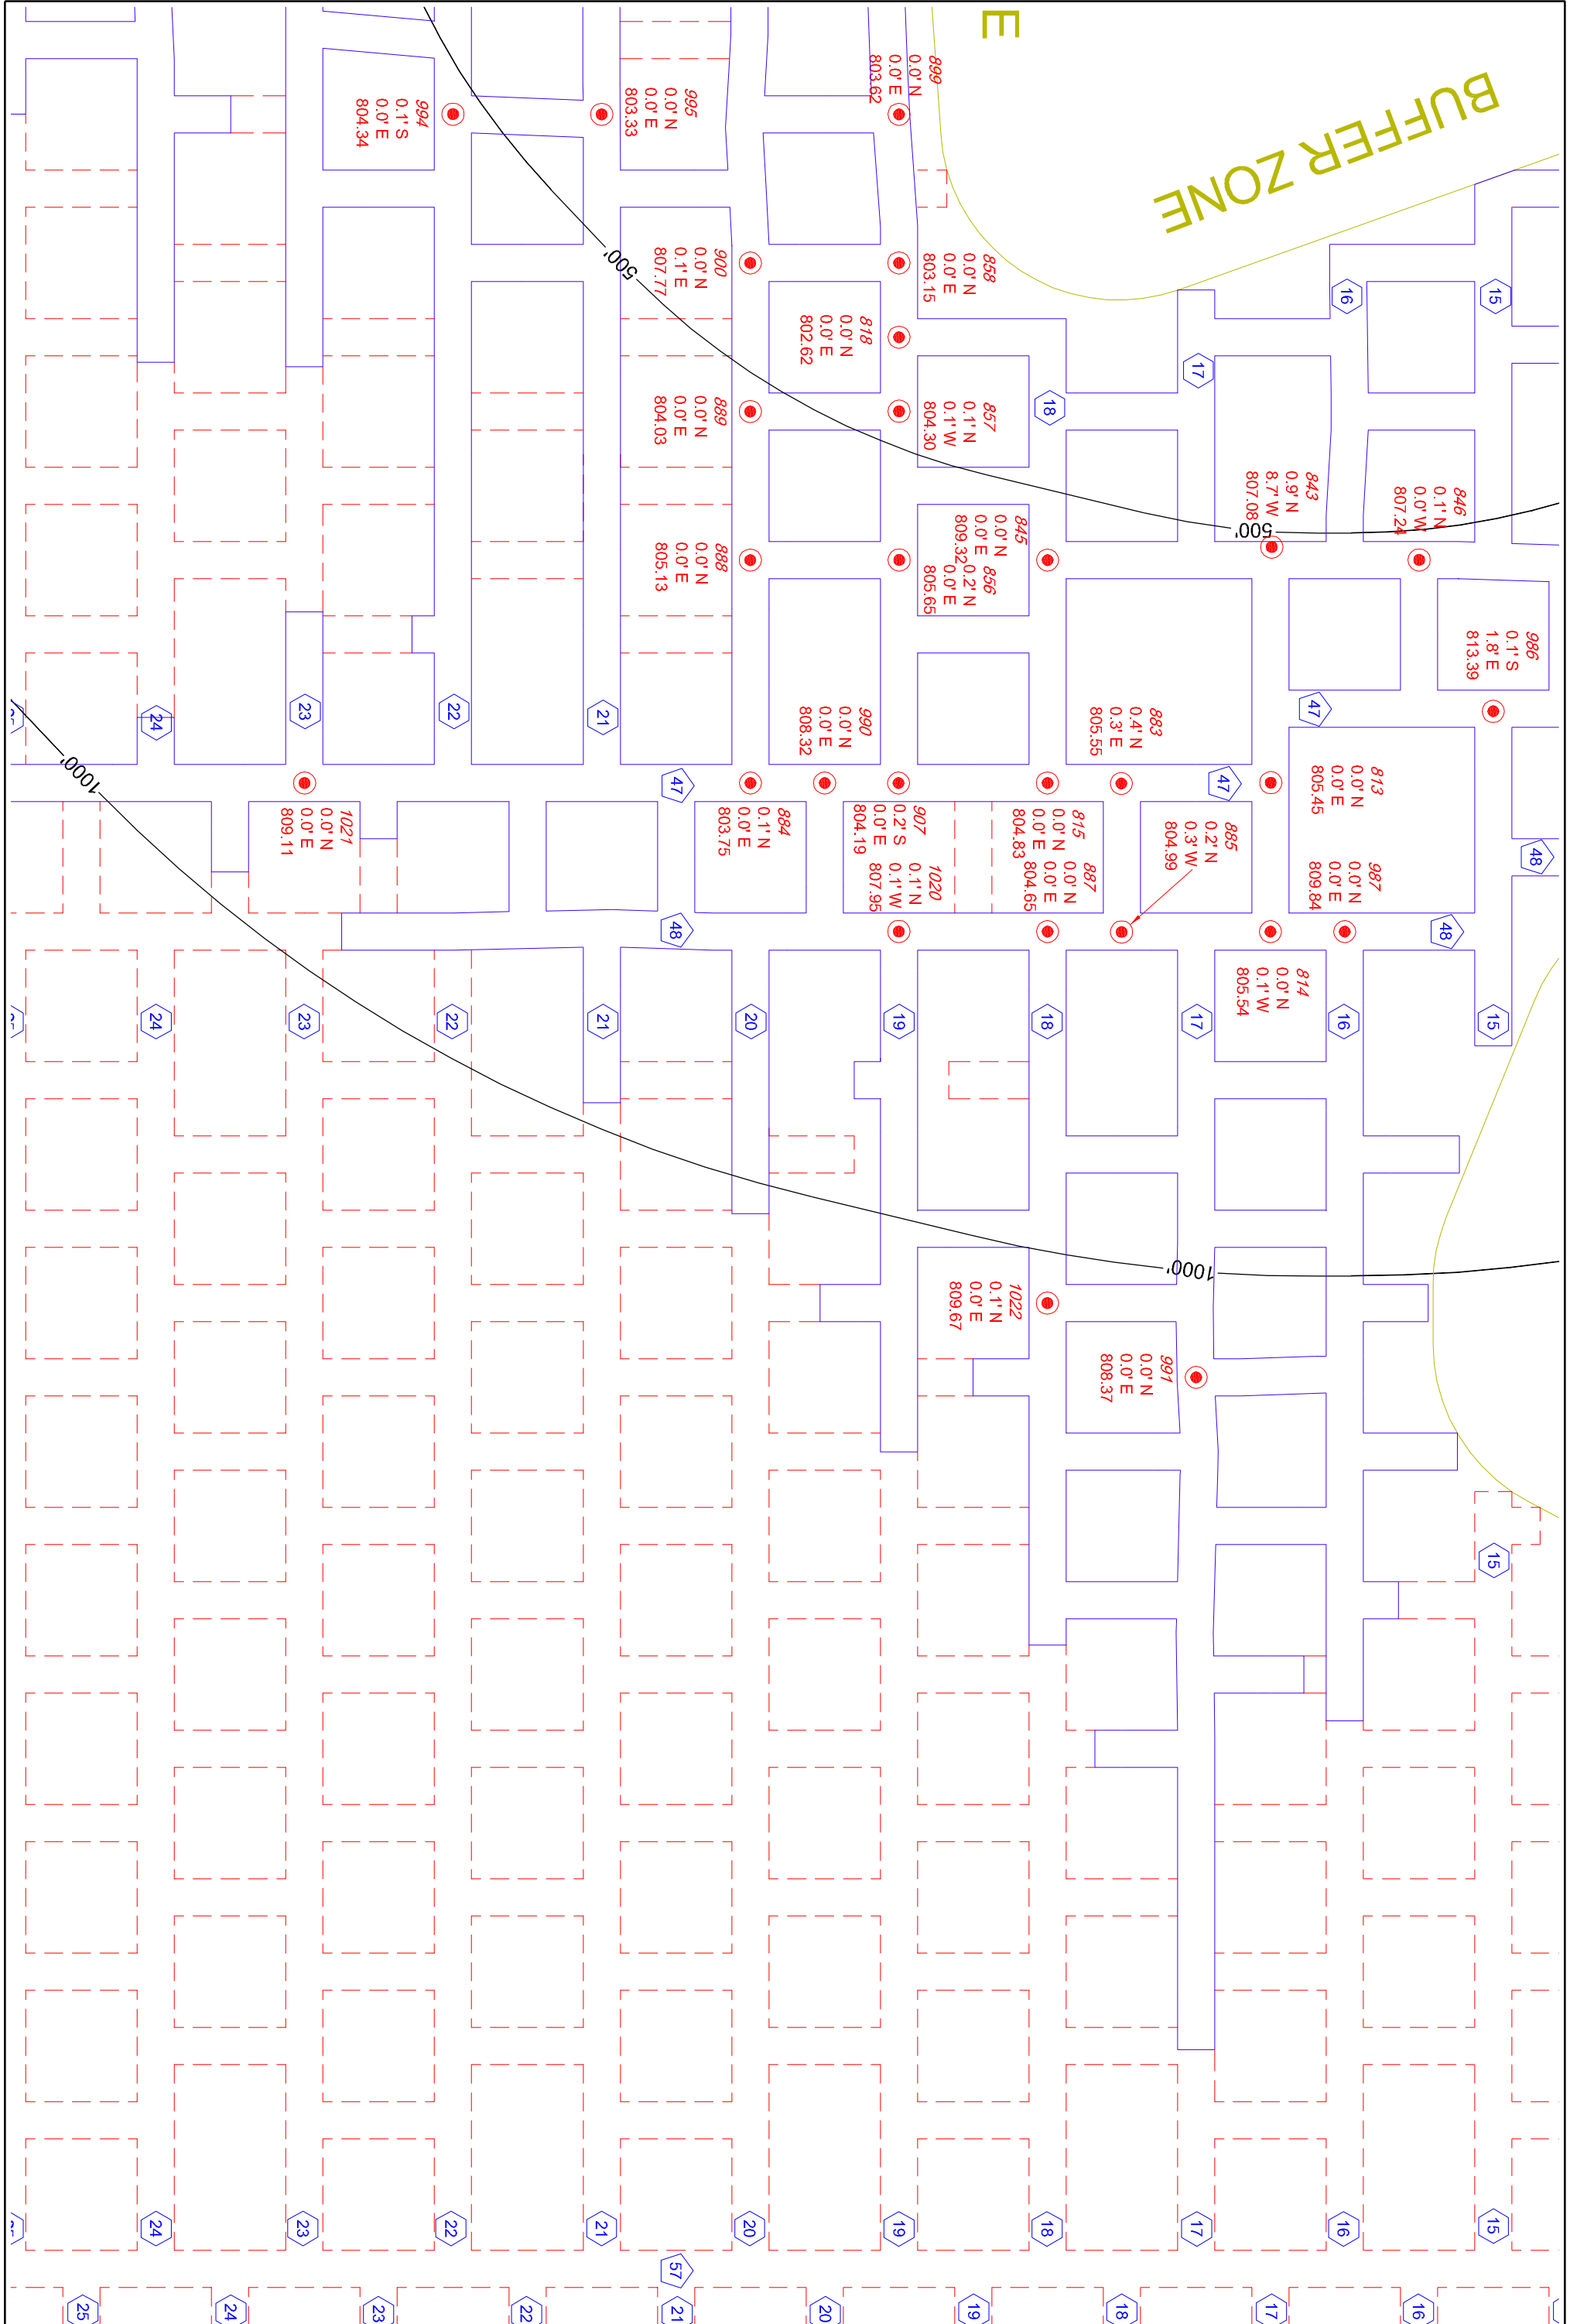 E
BUFFER ZONE
899
0.0' N
0.0' E
803.62
995
0.0' N
0.0' E
803.33
994
0.1' S
0.0' E
804.34
858
0.0' N
0.0' E
803.15
900
0.0' N
0.1' E
807.77
500'
15
16
818
0.0' N
0.0' E
802.62
17
18
857
0.1' N
0.1' W
804.30
889
0.0' N
0.0' E
804.03
846
0.1' N
0.0' W
807.24
843
0.9' N
8.7' W
807.08
500'
845
0.0' N
0.0' E
809.32
856
0.2' N
0.0' E
805.65
888
0.0' N
0.0' E
805.13
986
0.1' S
1.8' E
813.39
47
883
0.4' N
0.3' E
805.55
990
0.0' N
0.0' E
808.32
21
22
23
24
47
47
1000'
813
0.0' N
0.0' E
805.45
48
885
0.2' N
0.3' W
804.99
815
0.0' N
0.0' E
804.83
887
0.0' N
0.0' E
804.65
907
0.2' S
0.0' E
804.19
1020
0.1' N
0.1' W
807.95
884
0.1' N
0.0' E
803.75
1021
0.0' N
0.0' E
809.11
987
0.0' N
0.0' E
809.84
48
48
814
0.0' N
0.1' W
805.54
15
16
17
18
19
20
21
22
23
24
1000'
1022
0.1' N
0.0' E
809.67
991
0.0' N
0.0' E
808.37
15
15
16
17
18
19
20
21
22
23
24
57
16
17
18
19
20
21
22
23
24
25